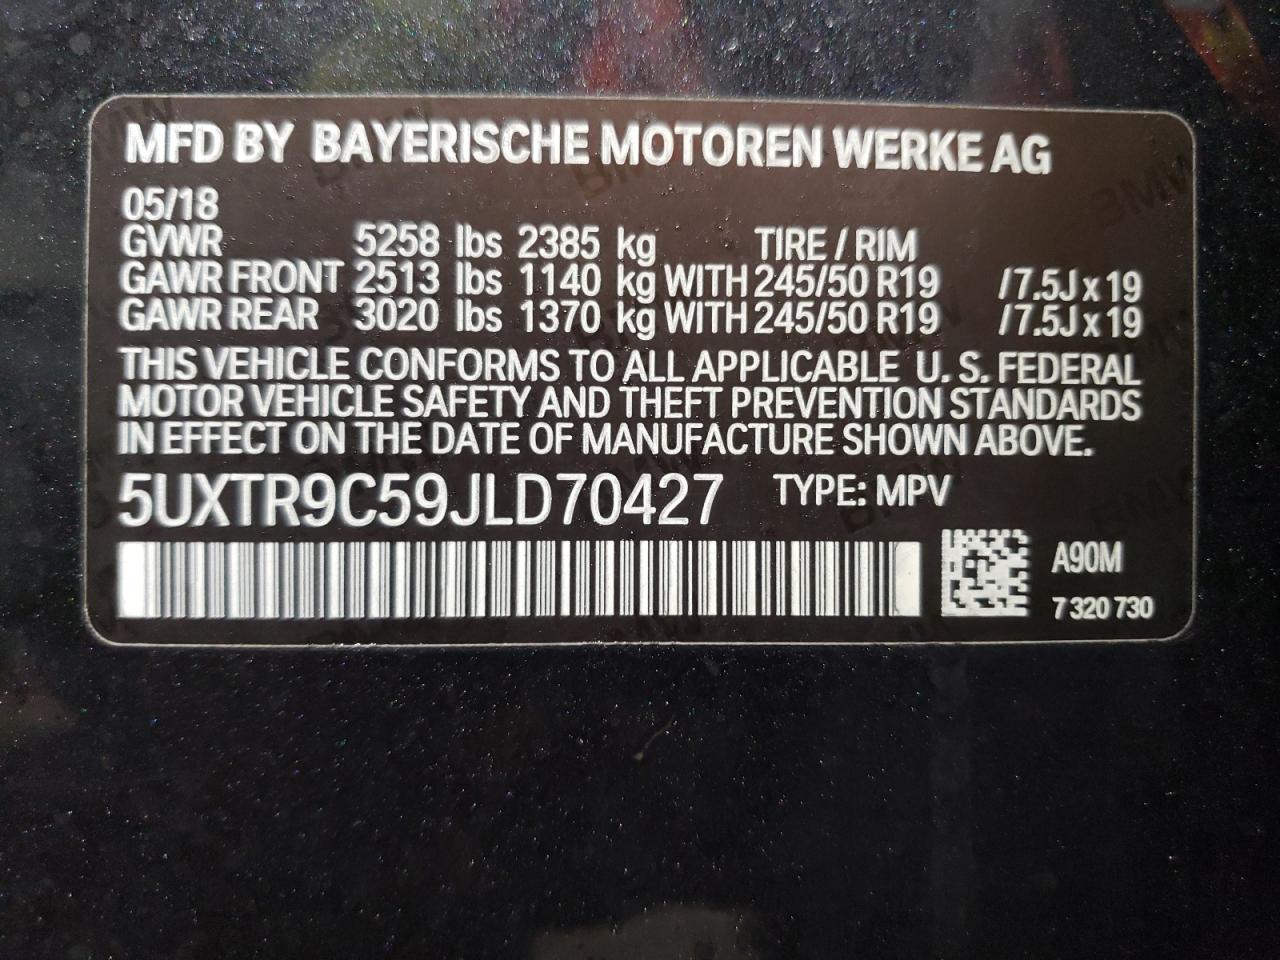 MFD BY BAYERISCHE MOTOREN WERKE AG
05/18
GVWR 5258 lbs 2385 kg TIRE / RIM
GAWR FRONT 2513 lbs 1140 kg WITH 245/50 R19 /7.5J x 19
GAWR REAR 3020 lbs 1370 kg WITH 245/50 R19 /7.5J x 19
THIS VEHICLE CONFORMS TO ALL APPLICABLE U. S. FEDERAL
MOTOR VEHICLE SAFETY AND THEFT PREVENTION STANDARDS
IN EFFECT ON THE DATE OF MANUFACTURE SHOWN ABOVE.
5UXTR9C59JLD70427 TYPE: MPV
A90M
7 320 730